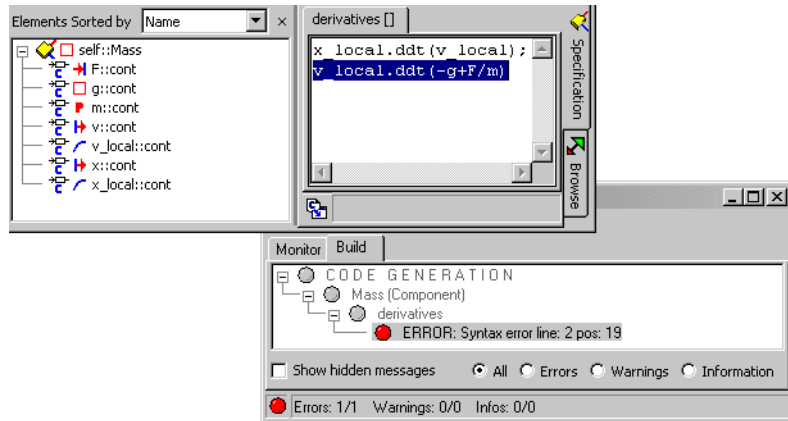 Elements Sorted by Name
self::Mass
F::cont
g::cont
m::cont
v::cont
v_local::cont
x::cont
x_local::cont
derivatives []
x_local.ddt(v_local);
v_local.ddt(-g+F/m)
Specification
Browse
Monitor Build
CODE GENERATION
Mass (Component)
derivatives
ERROR: Syntax error line: 2 pos: 19
Show hidden messages All Errors Warnings Information
Errors: 1/1 Warnings: 0/0 Infos: 0/0